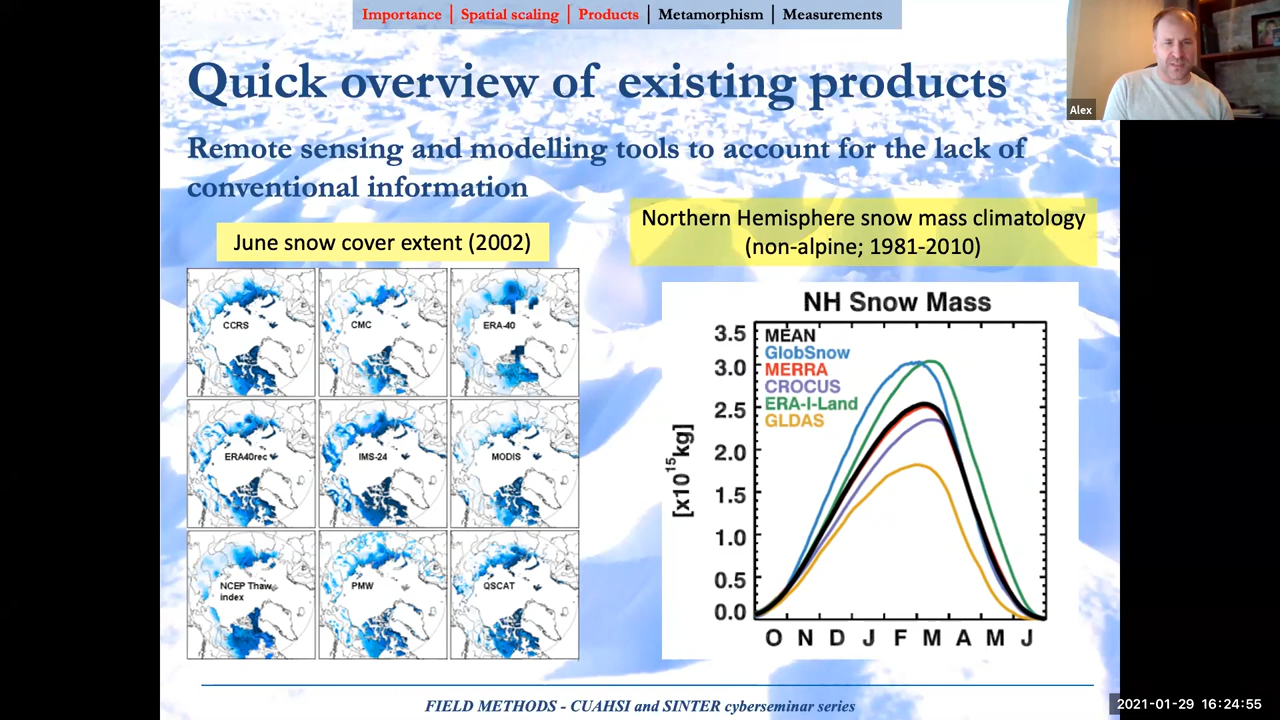 Importance | Spatial scaling | Products | Metamorphism | Measurements
Quick overview of existing products
Alex
Remote sensing and modelling tools to account for the lack of
conventional information
June snow cover extent (2002)
CCRS
CMC
ERA-40
ERA40rec
IMS-24
MODIS
NCEP Thaw
index
PMW
QSCAT
Northern Hemisphere snow mass climatology
(non-alpine; 1981-2010)
NH Snow Mass
[x10¹⁵kg]
3.5
3.0
2.5
2.0
1.5
1.0
0.5
0.0
MEAN
GlobSnow
MERRA
CROCUS
ERA-I-Land
GLDAS
O N D J F M A M J
FIELD METHODS - CUAHSI and SINTER cyberseminar series
2021-01-29 16:24:55